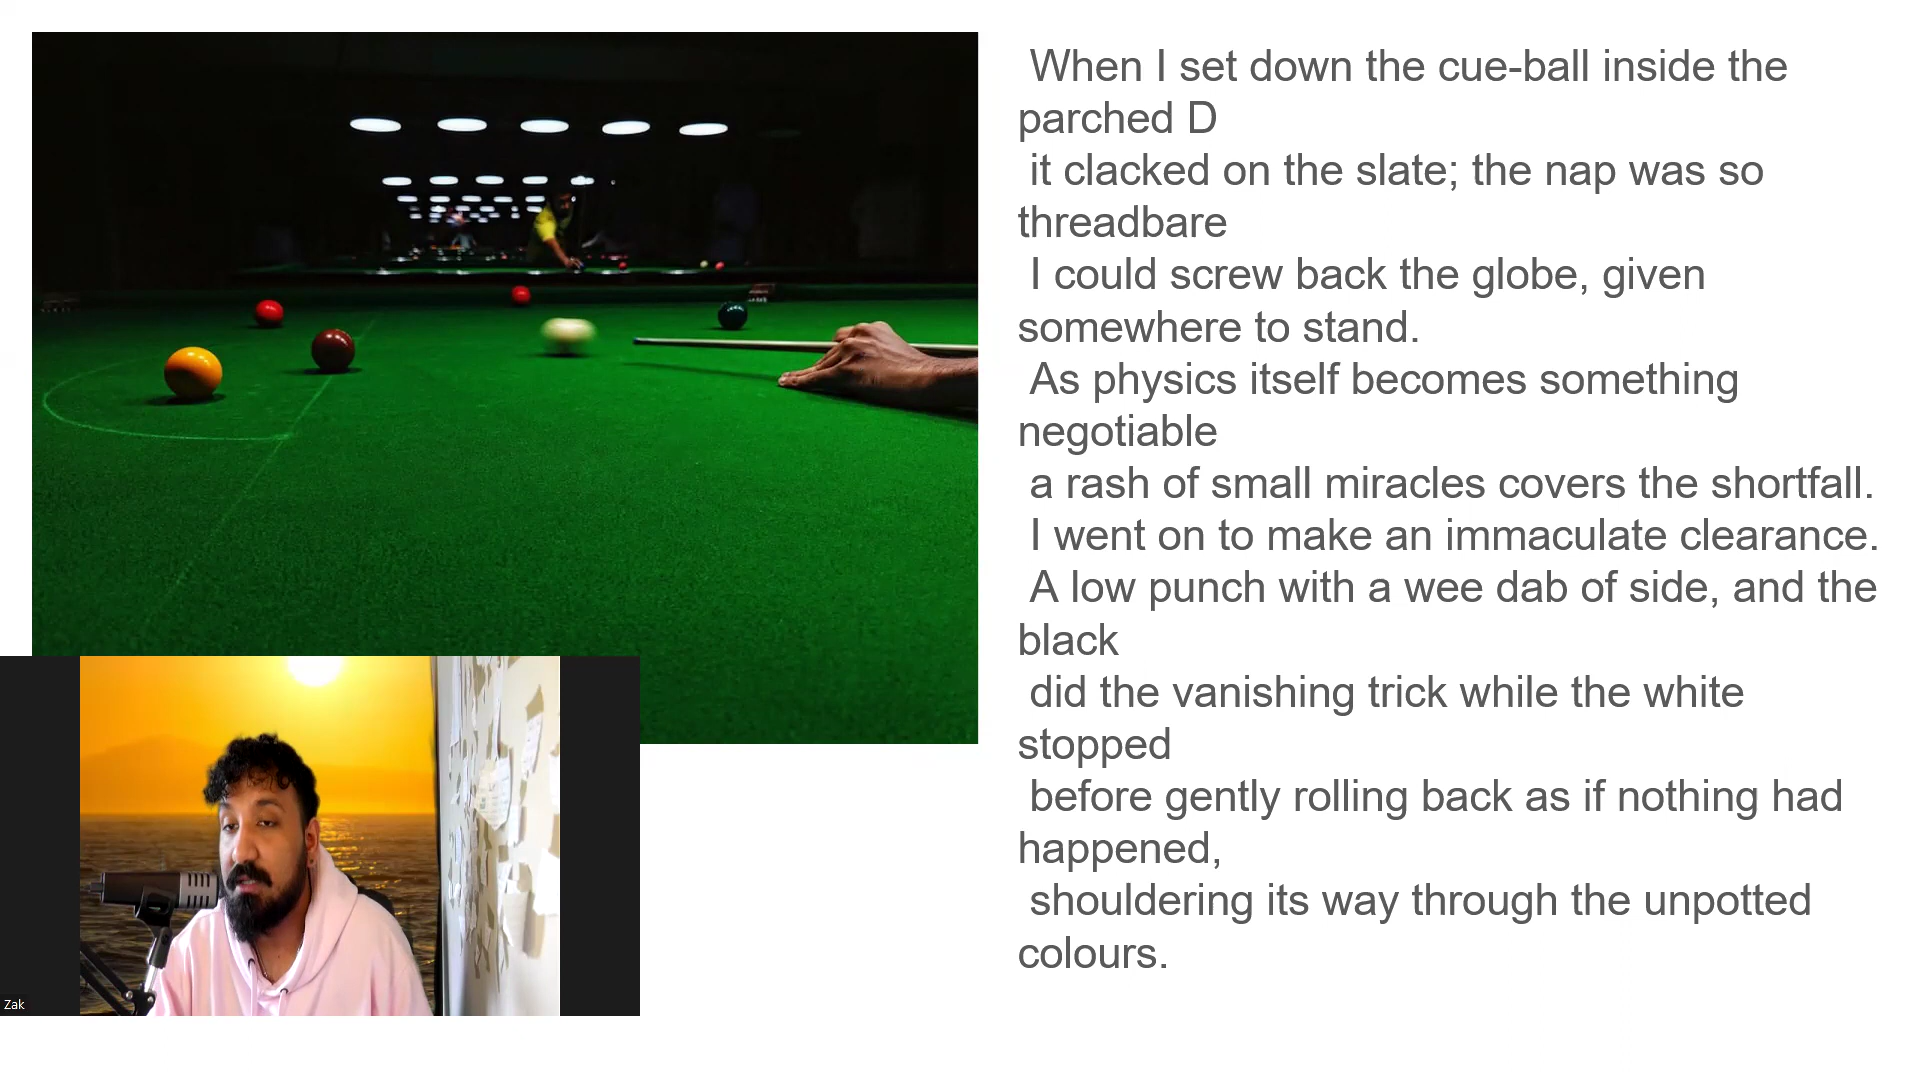 When I set down the cue-ball inside the
parched D
it clacked on the slate; the nap was so
threadbare
I could screw back the globe, given
somewhere to stand.
As physics itself becomes something
negotiable
a rash of small miracles covers the shortfall.
I went on to make an immaculate clearance.
A low punch with a wee dab of side, and the
black
did the vanishing trick while the white
stopped
before gently rolling back as if nothing had
happened,
shouldering its way through the unpotted
colours.
Zak